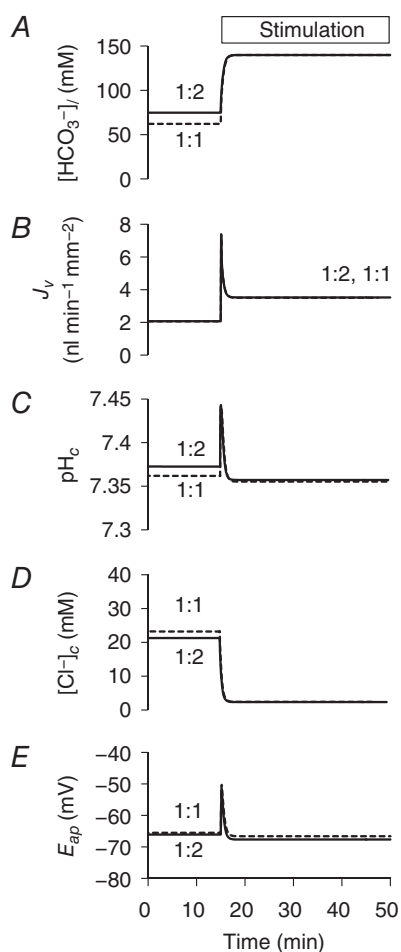 A
Stimulation
[HCO₃⁻]ₗ (mM)
150
100
50
0
1:2
1:1
B
Jᵥ
(nl min⁻¹ mm⁻²)
8
6
4
2
0
1:2, 1:1
C
pH꜀
7.45
7.4
7.35
7.3
1:2
1:1
D
[Cl⁻]꜀ (mM)
40
30
20
10
0
1:1
1:2
E
Eₐₚ (mV)
−40
−50
−60
−70
−80
1:1
1:2
0 10 20 30 40 50
Time (min)